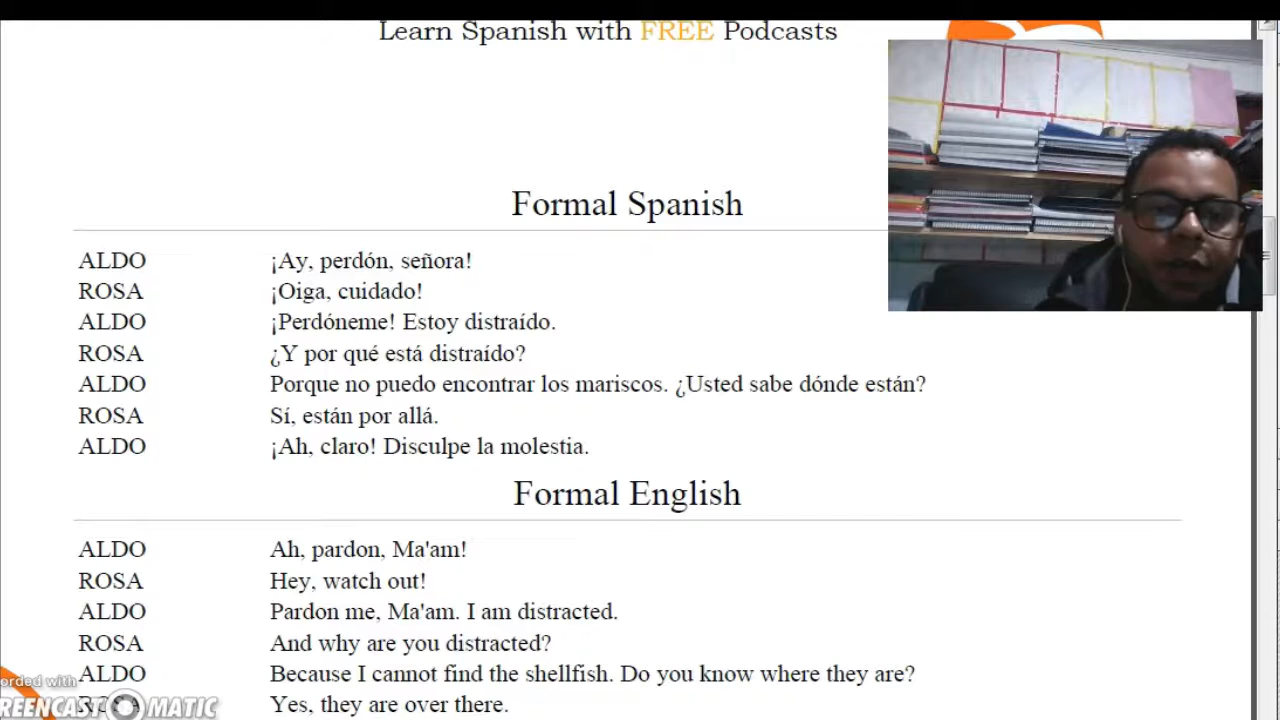 Learn Spanish with FREE Podcasts
Formal Spanish
ALDO ¡Ay, perdón, señora!
ROSA ¡Oiga, cuidado!
ALDO ¡Perdóneme! Estoy distraído.
ROSA ¿Y por qué está distraído?
ALDO Porque no puedo encontrar los mariscos. ¿Usted sabe dónde están?
ROSA Sí, están por allá.
ALDO ¡Ah, claro! Disculpe la molestia.
Formal English
ALDO Ah, pardon, Ma'am!
ROSA Hey, watch out!
ALDO Pardon me, Ma'am. I am distracted.
ROSA And why are you distracted?
ALDO Because I cannot find the shellfish. Do you know where they are?
orded with
Yes, they are over there.
REENCAST MATIC